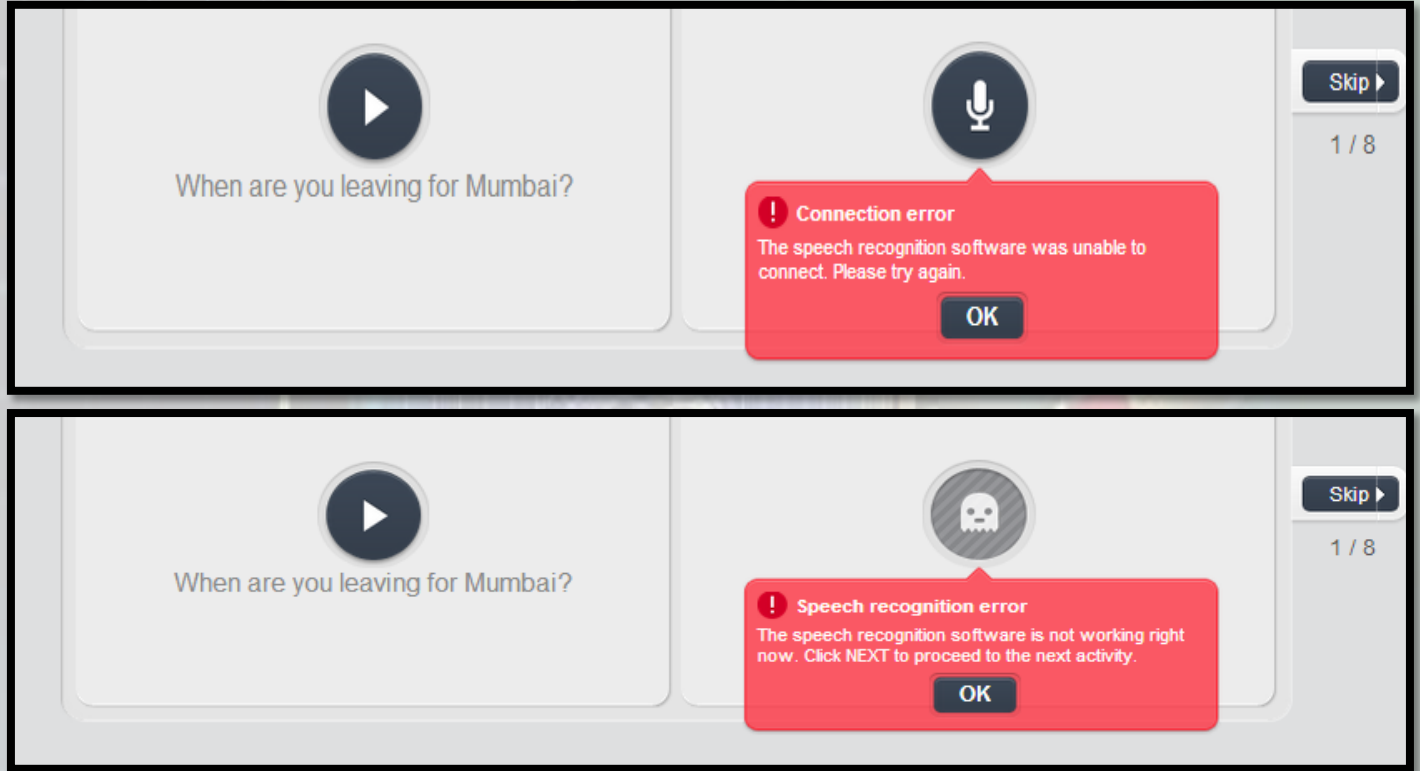 Skip
1 / 8
When are you leaving for Mumbai?
Connection error
The speech recognition software was unable to
connect. Please try again.
OK
Skip
1 / 8
When are you leaving for Mumbai?
Speech recognition error
The speech recognition software is not working right
now. Click NEXT to proceed to the next activity.
OK